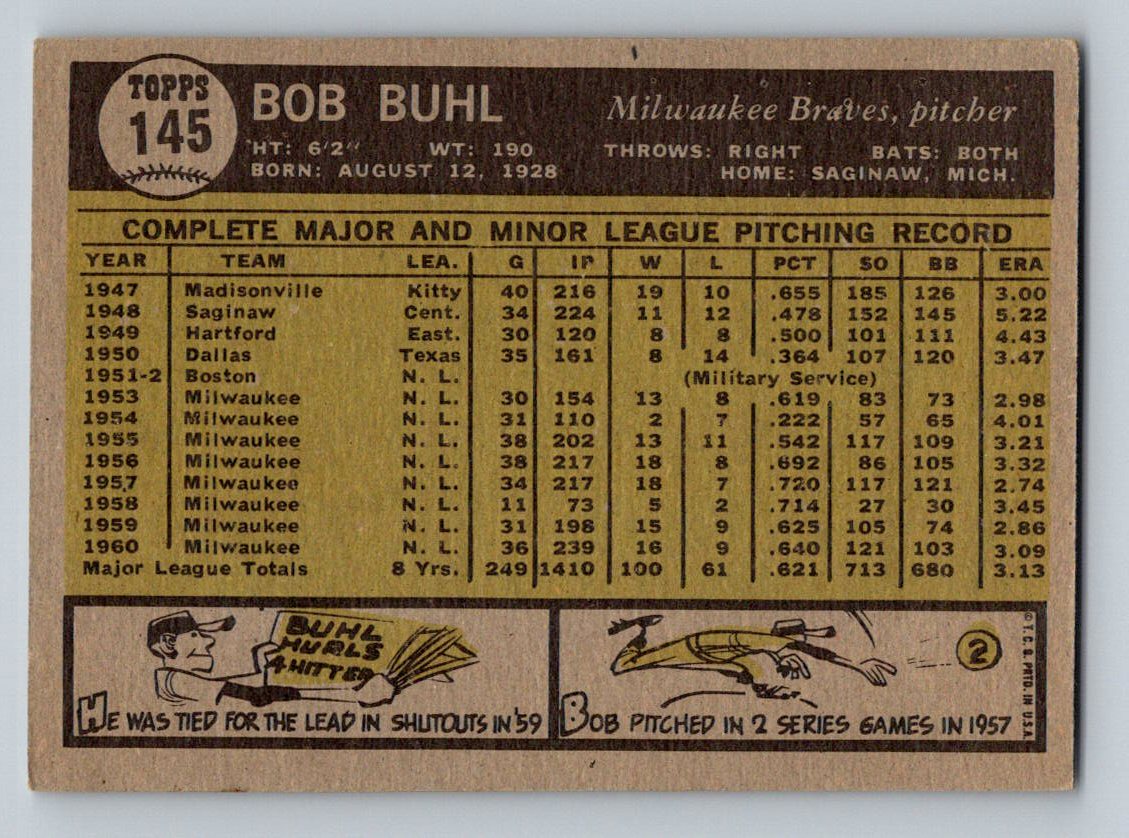 TOPPS
145
BOB BUHL
Milwaukee Braves, pitcher
HT: 6'2" WT: 190 THROWS: RIGHT BATS: BOTH
BORN: AUGUST 12, 1928 HOME: SAGINAW, MICH.
COMPLETE MAJOR AND MINOR LEAGUE PITCHING RECORD
YEAR TEAM LEA. G IP W L PCT SO BB ERA
1947 Madisonville Kitty 40 216 19 10 .655 185 126 3.00
1948 Saginaw Cent. 34 224 11 12 .478 152 145 5.22
1949 Hartford East. 30 120 8 8 .500 101 111 4.43
1950 Dallas Texas 35 161 8 14 .364 107 120 3.47
1951-2 Boston N. L. (Military Service)
1953 Milwaukee N. L. 30 154 13 8 .619 83 73 2.98
1954 Milwaukee N. L. 31 110 2 7 .222 57 65 4.01
1955 Milwaukee N. L. 38 202 13 11 .542 117 109 3.21
1956 Milwaukee N. L. 38 217 18 8 .692 86 105 3.32
1957 Milwaukee N. L. 34 217 18 7 .720 117 121 2.74
1958 Milwaukee N. L. 11 73 5 2 .714 27 30 3.45
1959 Milwaukee N. L. 31 198 15 9 .625 105 74 2.86
1960 Milwaukee N. L. 36 239 16 9 .640 121 103 3.09
Major League Totals 8 Yrs. 249 1410 100 61 .621 713 680 3.13
BUHL
HURLS
4 HITTER
HE WAS TIED FOR THE LEAD IN SHUTOUTS IN '59
2
BOB PITCHED IN 2 SERIES GAMES IN 1957
© T. C. G. PRTD. IN U.S.A.